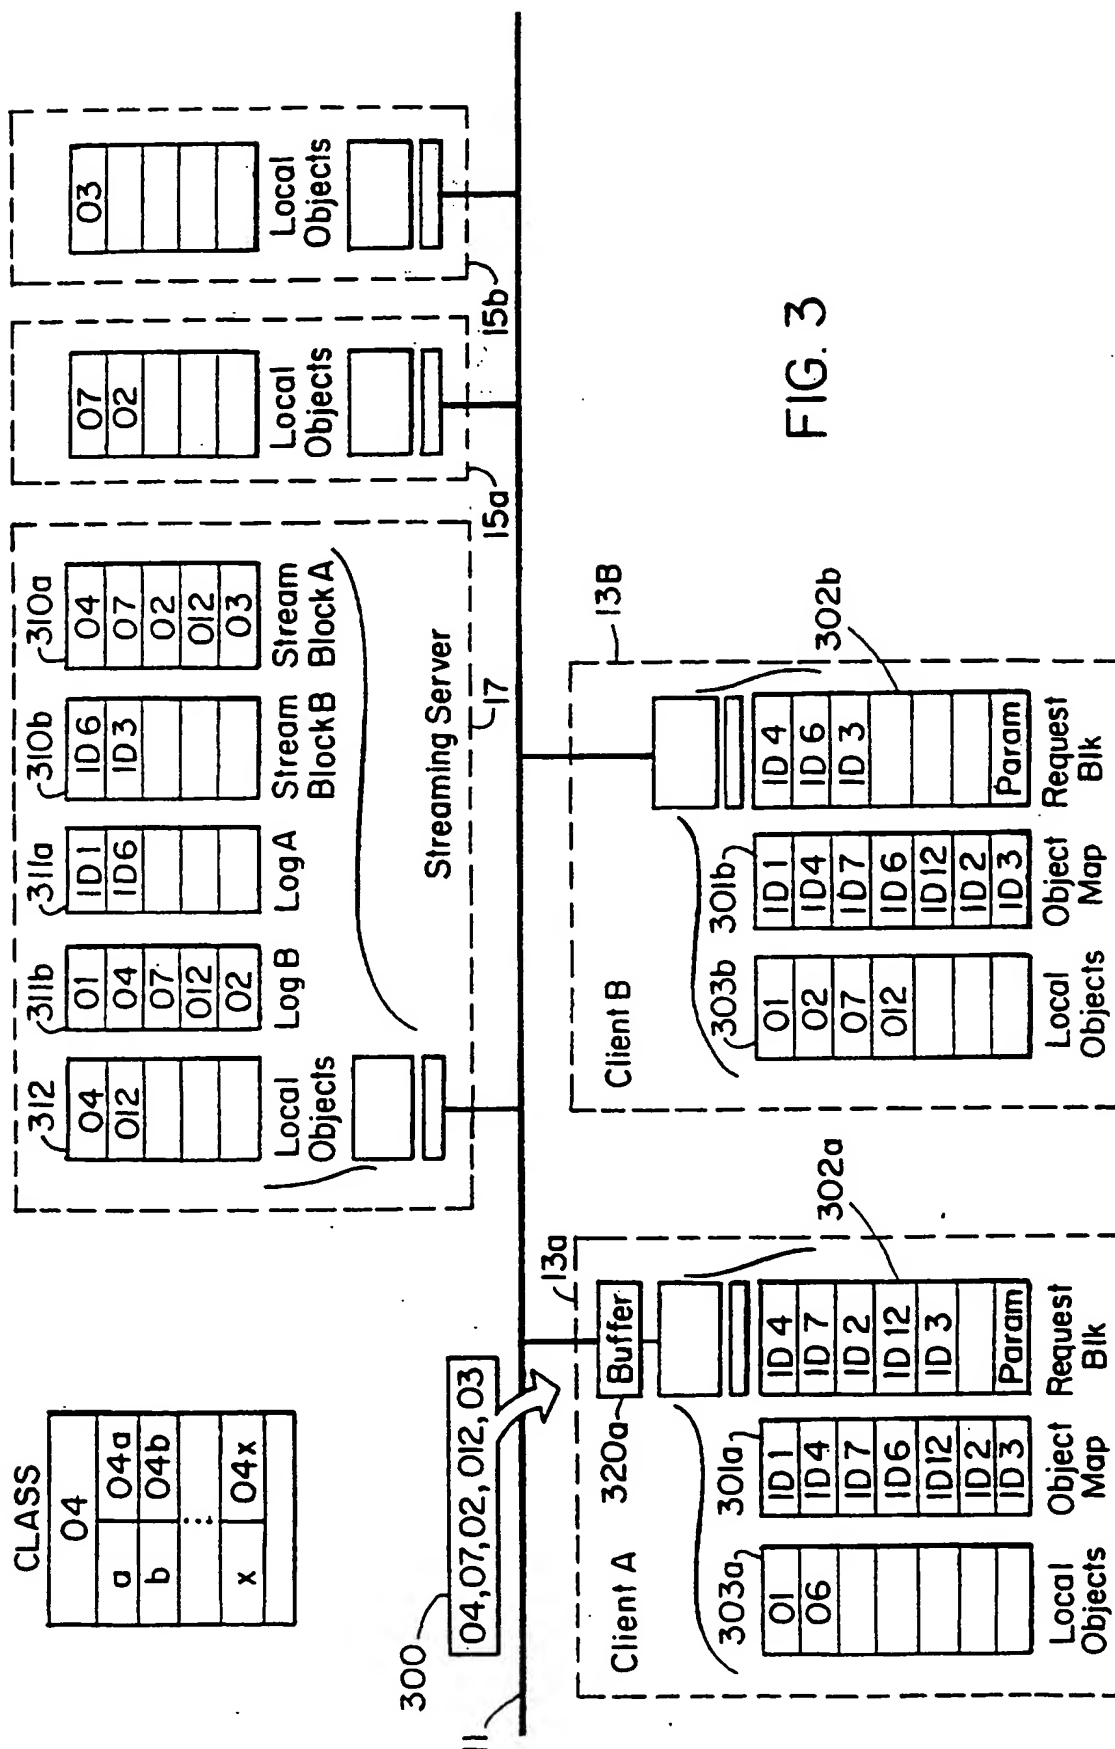 CLASS
04
a 04a
b 04b
⋮
x 04x
300
04,07,02,012,03
11
312
04
012
Local
Objects
311b
01
04
07
012
02
Log B
311a
ID1
ID6
Log A
310b
ID6
ID3
Stream
Block B
310a
04
07
02
012
03
Stream
Block A
Streaming Server
17
07
02
Local
Objects
15a
03
Local
Objects
15b
Client A
13a
320a
Buffer
303a
01
06
Local
Objects
301a
ID1
ID4
ID7
ID6
ID12
ID2
ID3
Object
Map
302a
ID4
ID7
ID2
ID12
ID3
Param
Request
Blk
Client B
13B
303b
01
02
07
012
Local
Objects
301b
ID1
ID4
ID7
ID6
ID12
ID2
ID3
Object
Map
302b
ID4
ID6
ID3
Param
Request
Blk
FIG. 3